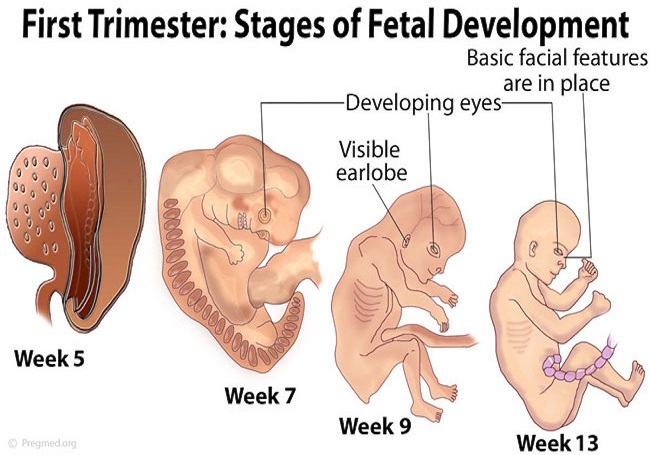 First Trimester: Stages of Fetal Development
Basic facial features
are in place
Developing eyes
Visible
earlobe
Week 5
Week 7
Week 9
Week 13
© Pregmed.org